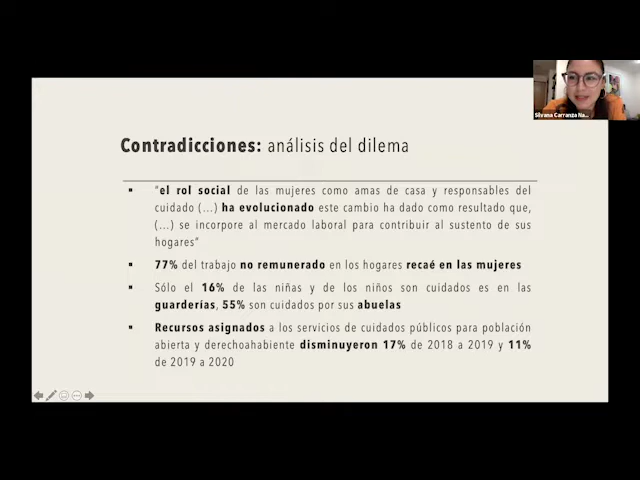 Silvana Carranza Na...
Contradicciones: análisis del dilema
▪ "el rol social de las mujeres como amas de casa y responsables del
cuidado (...) ha evolucionado este cambio ha dado como resultado que,
(...) se incorpore al mercado laboral para contribuir al sustento de sus
hogares"
▪ 77% del trabajo no remunerado en los hogares recaé en las mujeres
▪ Sólo el 16% de las niñas y de los niños son cuidados es en las
guarderías, 55% son cuidados por sus abuelas
▪ Recursos asignados a los servicios de cuidados públicos para población
abierta y derechoahabiente disminuyeron 17% de 2018 a 2019 y 11%
de 2019 a 2020